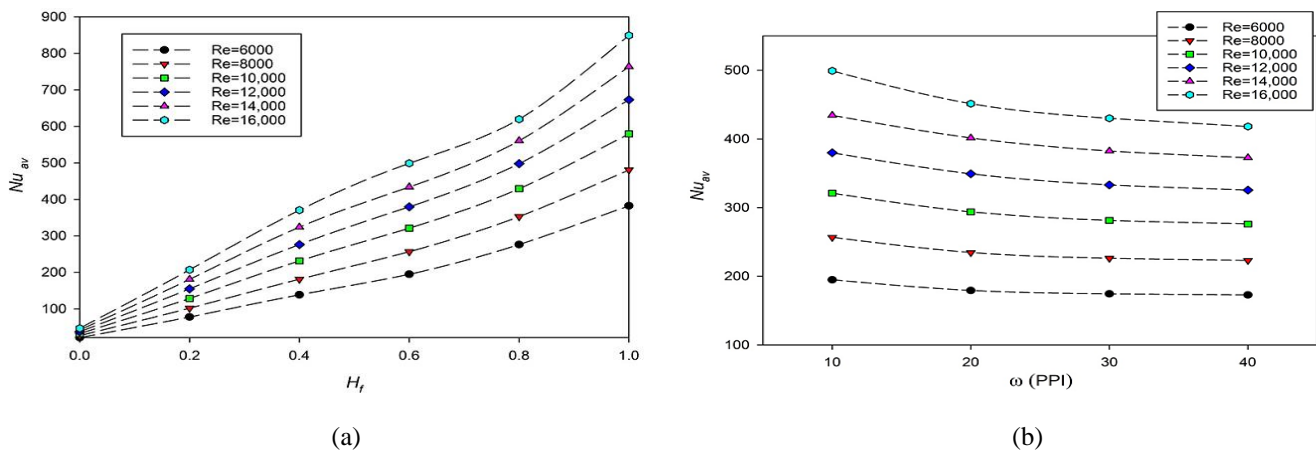 900
800
700
600
500
400
300
200
100
Nu av
Re=6000
Re=8000
Re=10,000
Re=12,000
Re=14,000
Re=16,000
0.0 0.2 0.4 0.6 0.8 1.0
H f
(a)
Re=6000
Re=8000
Re=10,000
Re=12,000
Re=14,000
Re=16,000
500
400
300
200
100
Nu av
10 20 30 40
ω (PPI)
(b)